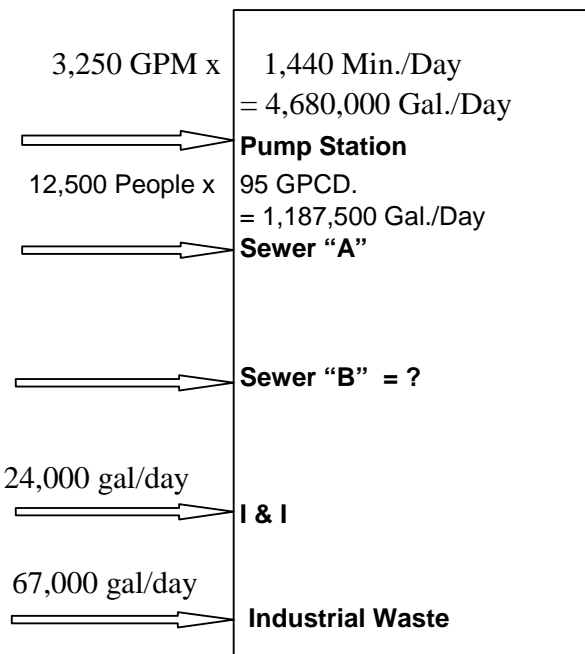 3,250 GPM x 1,440 Min./Day
= 4,680,000 Gal./Day
Pump Station
12,500 People x 95 GPCD.
= 1,187,500 Gal./Day
Sewer “A”
Sewer “B” = ?
24,000 gal/day
I & I
67,000 gal/day
Industrial Waste